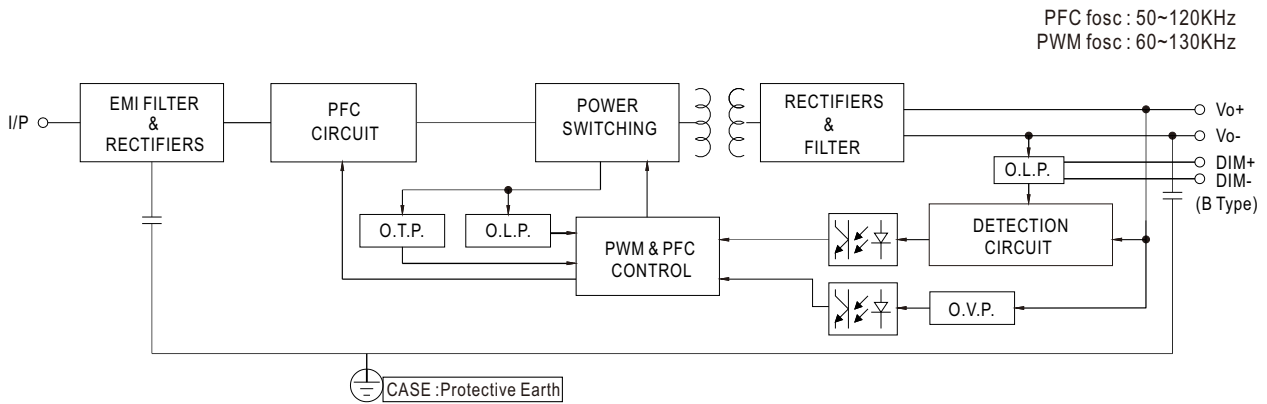 PFC fosc : 50~120KHz
PWM fosc : 60~130KHz
I/P
EMI FILTER
&
RECTIFIERS
PFC
CIRCUIT
POWER
SWITCHING
RECTIFIERS
&
FILTER
Vo+
Vo-
DIM+
DIM-
(B Type)
O.L.P.
O.T.P.
O.L.P.
PWM & PFC
CONTROL
DETECTION
CIRCUIT
O.V.P.
CASE :Protective Earth